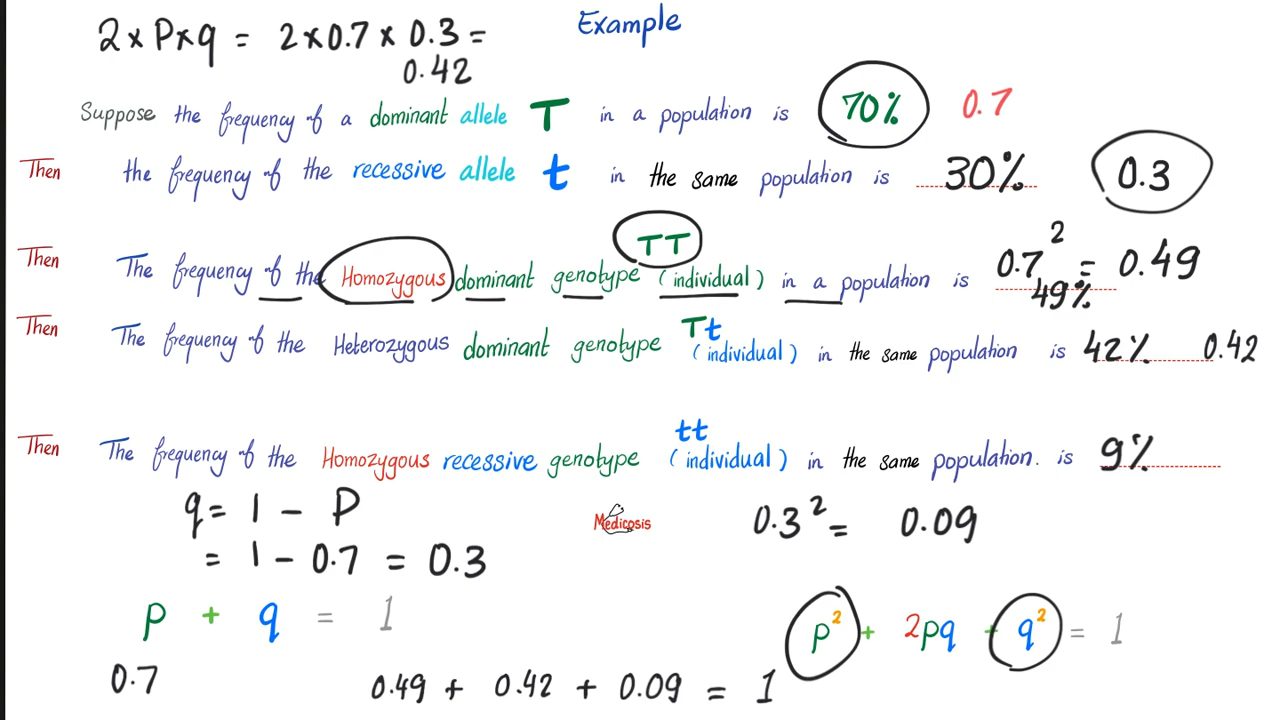 Example
2 x P x q = 2 x 0.7 x 0.3 =
0.42
Suppose the frequency of a dominant allele T in a population is 70% 0.7
Then the frequency of the recessive allele t in the same population is 30% 0.3
TT
Then The frequency of the Homozygous dominant genotype (individual) in a population is 0.7² = 0.49
49%
Tt
Then The frequency of the Heterozygous dominant genotype (individual) in the same population is 42% 0.42
tt
Then The frequency of the Homozygous recessive genotype (individual) in the same population. is 9%
q = 1 - P
= 1 - 0.7 = 0.3
Medicosis
0.3² = 0.09
p + q = 1
p² + 2pq + q² = 1
0.7
0.49 + 0.42 + 0.09 = 1